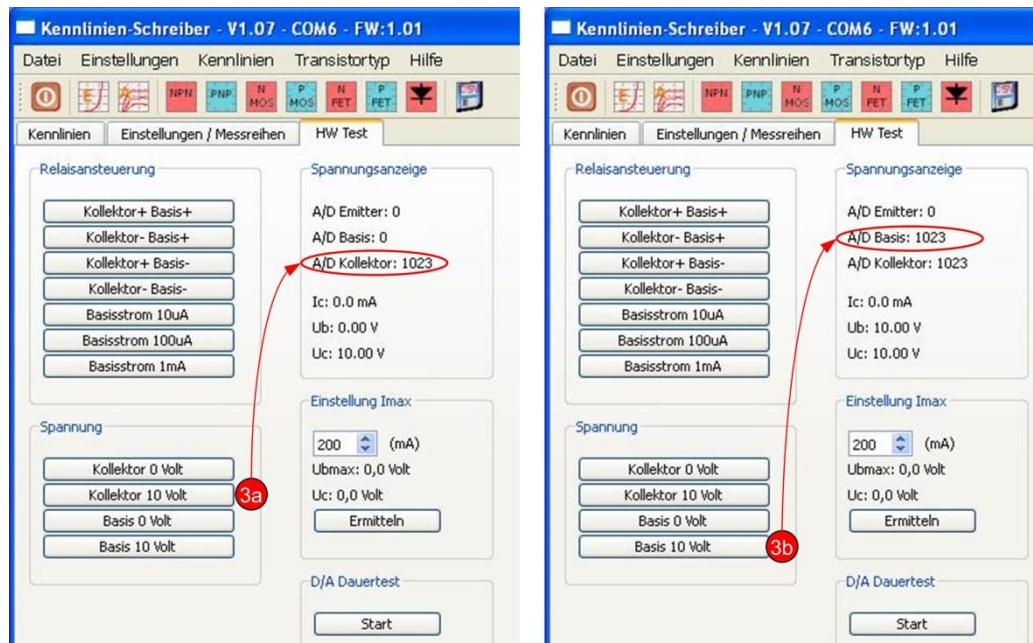 Kennlinien-Schreiber - V1.07 - COM6 - FW:1.01
Datei Einstellungen Kennlinien Transistortyp Hilfe
NPN PNP N MOS P MOS N FET P FET
Kennlinien Einstellungen / Messreihen HW Test
Relaisansteuerung
Kollektor+ Basis+
Kollektor- Basis+
Kollektor+ Basis-
Kollektor- Basis-
Basisstrom 10uA
Basisstrom 100uA
Basisstrom 1mA
Spannung
Kollektor 0 Volt
Kollektor 10 Volt
3a
Basis 0 Volt
Basis 10 Volt
Spannungsanzeige
A/D Emitter: 0
A/D Basis: 0
A/D Kollektor: 1023
Ic: 0.0 mA
Ub: 0.00 V
Uc: 10.00 V
Einstellung Imax
200 (mA)
Ubmax: 0,0 Volt
Uc: 0,0 Volt
Ermitteln
D/A Dauertest
Start
Kennlinien-Schreiber - V1.07 - COM6 - FW:1.01
Datei Einstellungen Kennlinien Transistortyp Hilfe
NPN PNP N MOS P MOS N FET P FET
Kennlinien Einstellungen / Messreihen HW Test
Relaisansteuerung
Kollektor+ Basis+
Kollektor- Basis+
Kollektor+ Basis-
Kollektor- Basis-
Basisstrom 10uA
Basisstrom 100uA
Basisstrom 1mA
Spannung
Kollektor 0 Volt
Kollektor 10 Volt
Basis 0 Volt
Basis 10 Volt
3b
Spannungsanzeige
A/D Emitter: 0
A/D Basis: 1023
A/D Kollektor: 1023
Ic: 0.0 mA
Ub: 10.00 V
Uc: 10.00 V
Einstellung Imax
200 (mA)
Ubmax: 0,0 Volt
Uc: 0,0 Volt
Ermitteln
D/A Dauertest
Start